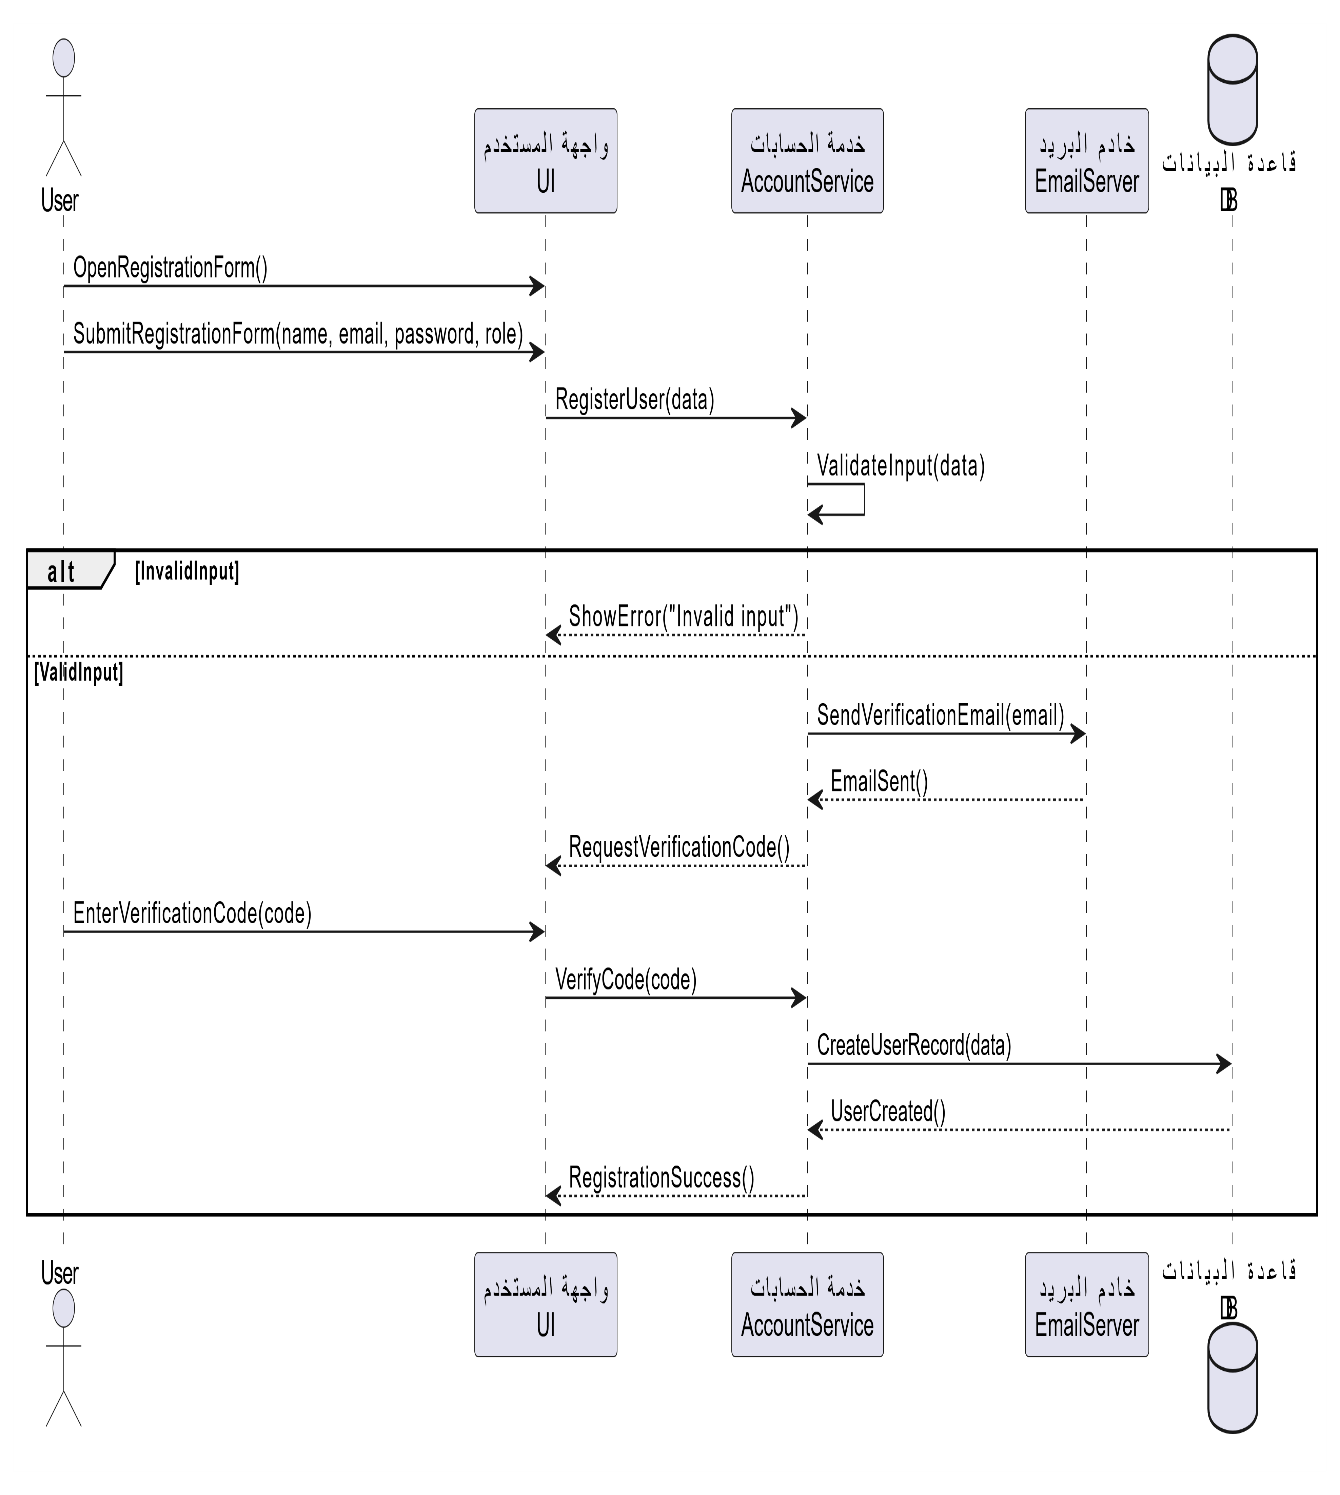 User
واجهة المستخدم
UI
خدمة الحسابات
AccountService
خادم البريد
EmailServer
قاعدة البيانات
DB
OpenRegistrationForm()
SubmitRegistrationForm(name, email, password, role)
RegisterUser(data)
ValidateInput(data)
alt [InvalidInput]
ShowError("Invalid input")
[ValidInput]
SendVerificationEmail(email)
EmailSent()
RequestVerificationCode()
EnterVerificationCode(code)
VerifyCode(code)
CreateUserRecord(data)
UserCreated()
RegistrationSuccess()
User
واجهة المستخدم
UI
خدمة الحسابات
AccountService
خادم البريد
EmailServer
قاعدة البيانات
DB